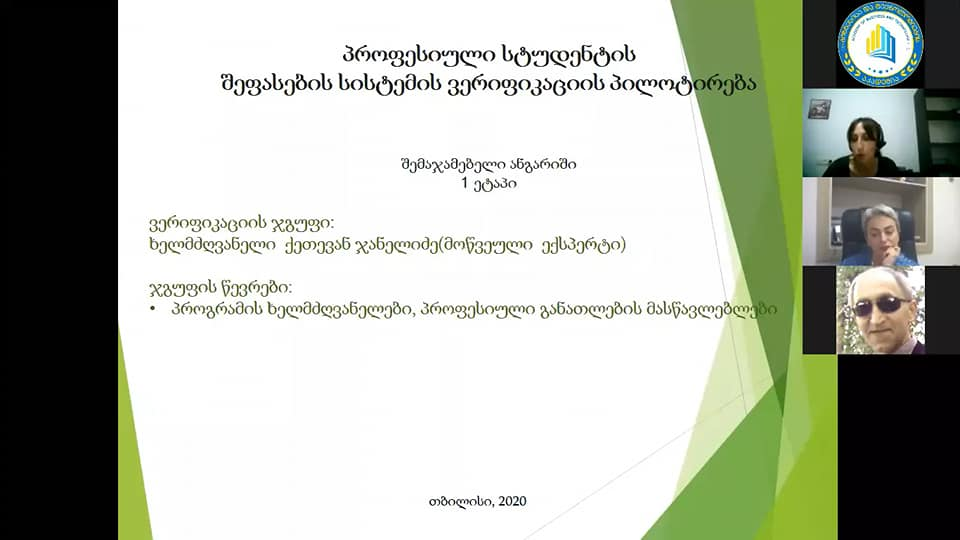 პროფესიული სტუდენტის
შეფასების სისტემის ვერიფიკაციის პილოტირება
შემაჯამებელი ანგარიში
1 ეტაპი
ვერიფიკაციის ჯგუფი:
ხელმძღვანელი ქეთევან ჯანელიძე(მოწვეული ექსპერტი)
ჯგუფის წევრები:
• პროგრამის ხელმძღვანელები, პროფესიული განათლების მასწავლებლები
თბილისი, 2020